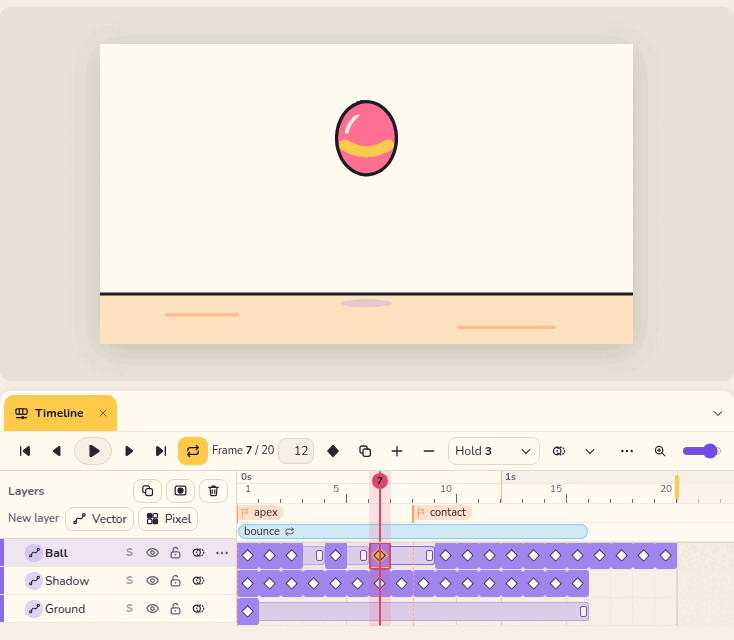 Timeline
Frame 7 / 20 12 Hold 3
0s 1s
Layers 1 5 7 10 15 20
New layer Vector Pixel apex contact
bounce
Ball S
Shadow S
Ground S